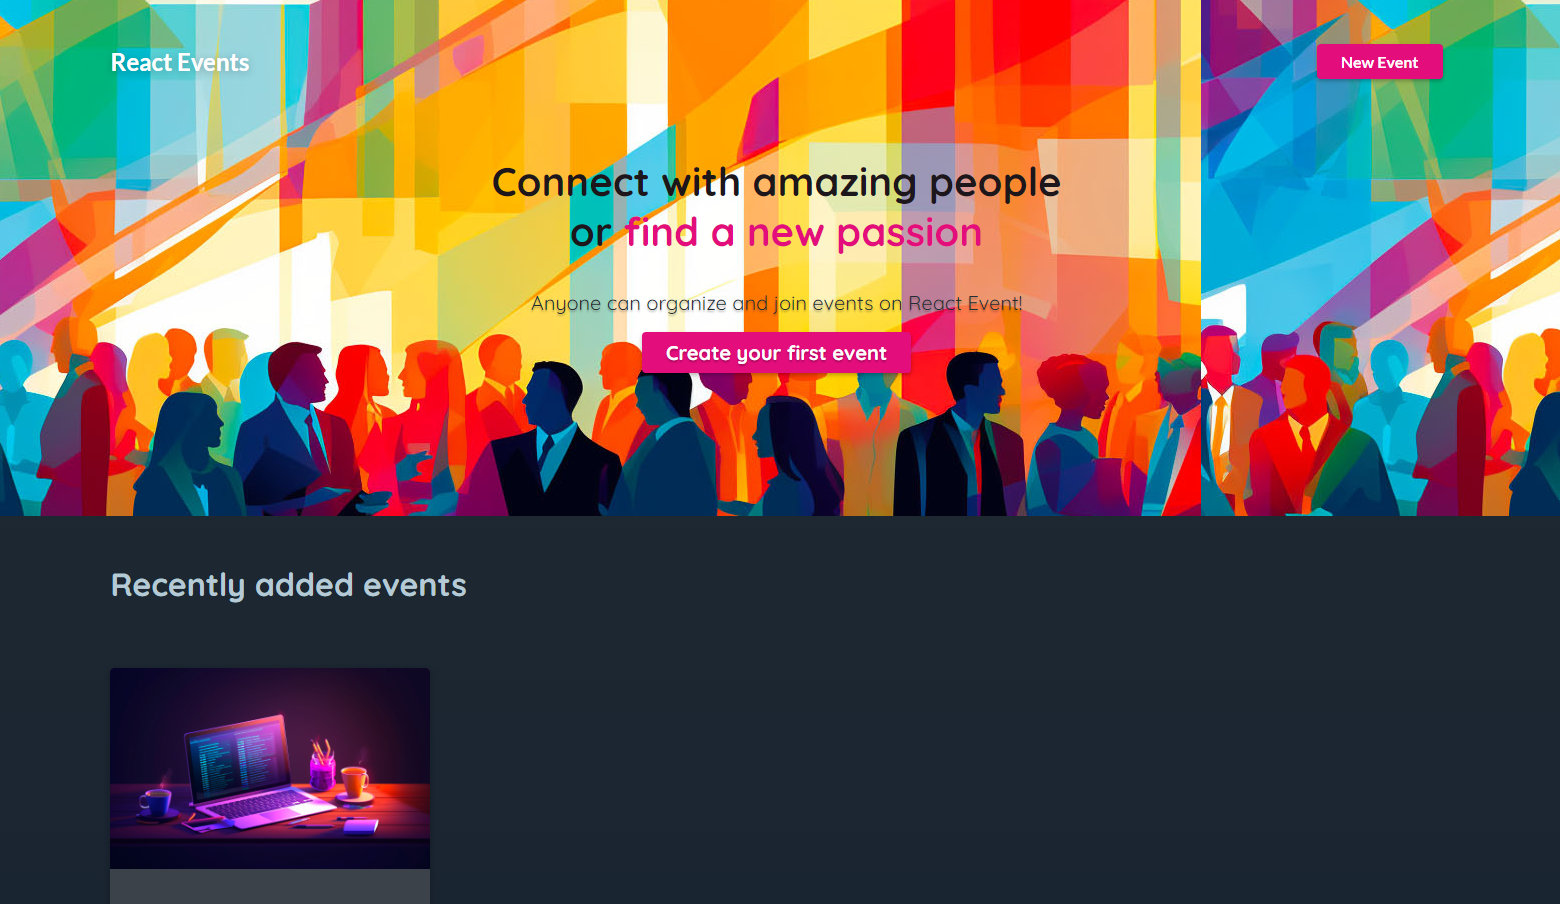 React Events
New Event
Connect with amazing people
or find a new passion
Anyone can organize and join events on React Event!
Create your first event
Recently added events